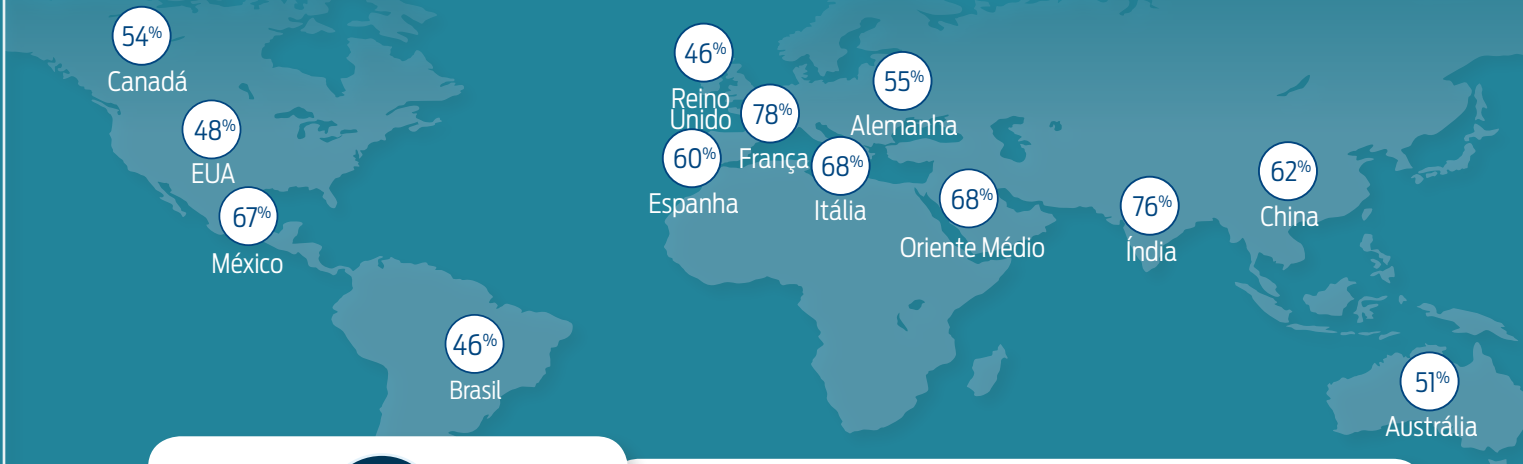 54%
Canadá
48%
EUA
67%
México
46%
Brasil
46%
Reino
Unido
78%
França
60%
Espanha
55%
Alemanha
68%
Itália
68%
Oriente Médio
76%
Índia
62%
China
51%
Austrália